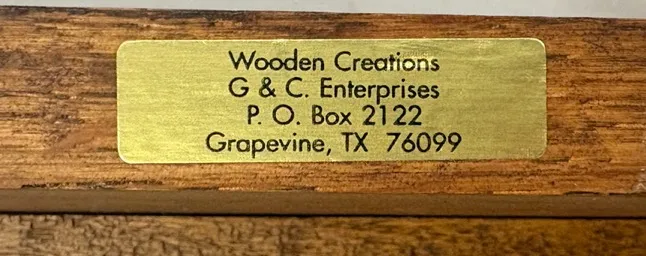 Wooden Creations
G & C. Enterprises
P. O. Box 2122
Grapevine, TX 76099